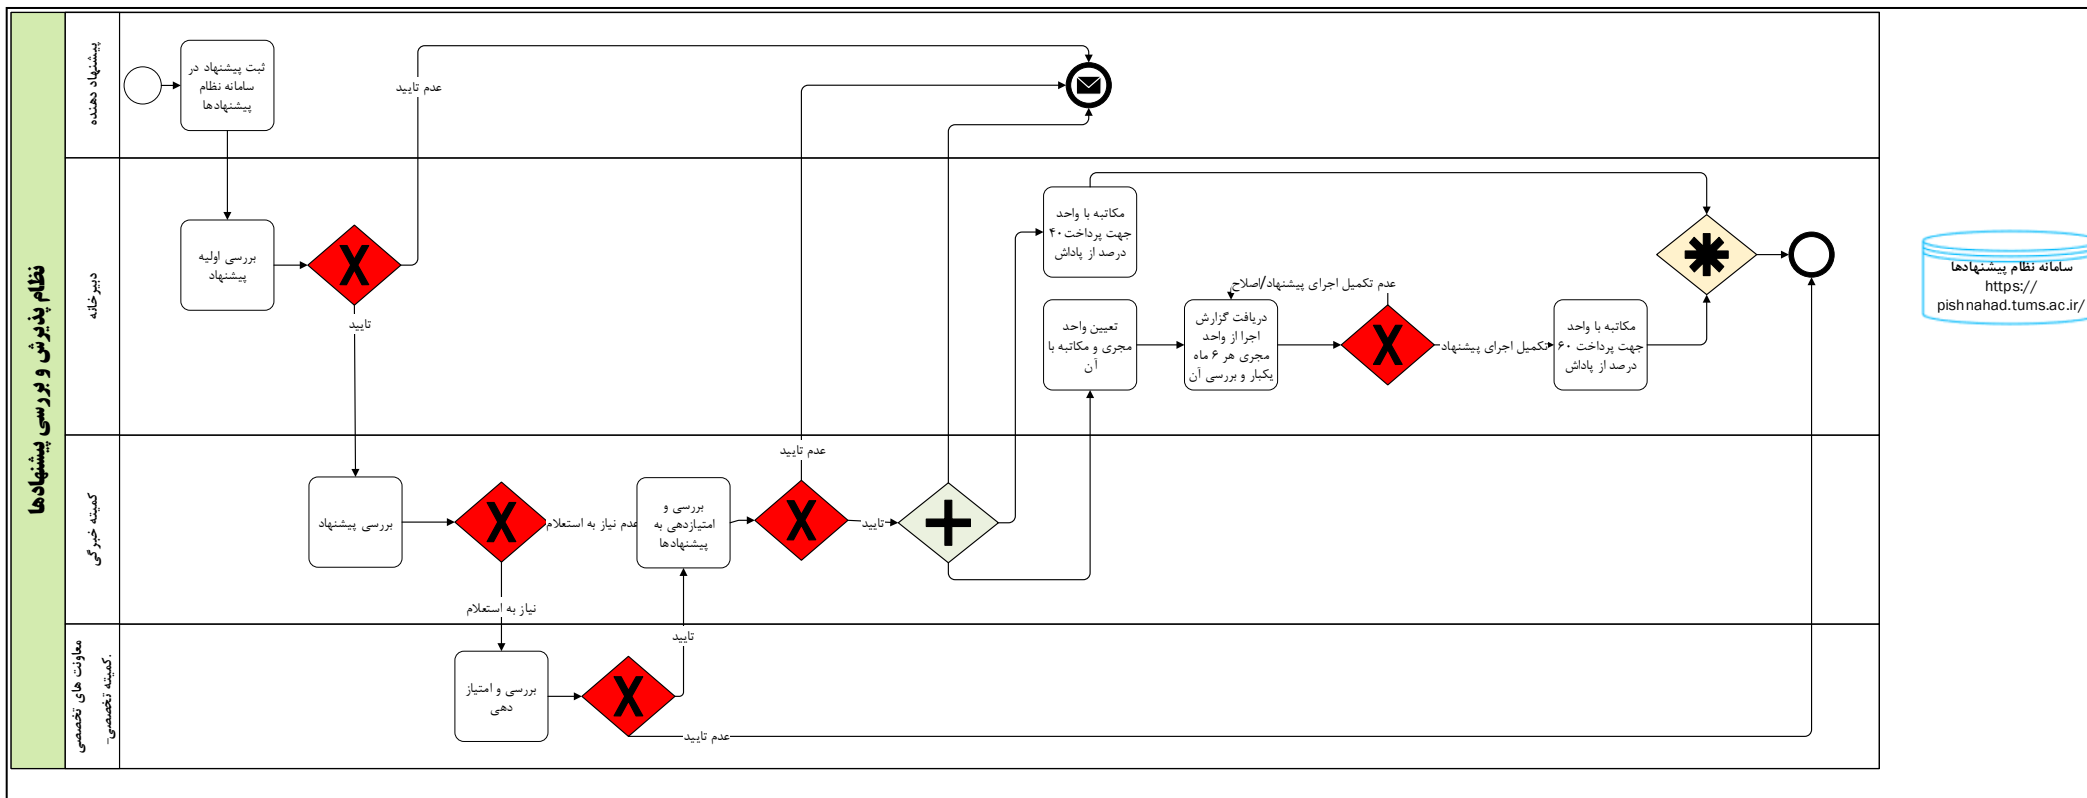 نظام پذیرش و بررسی پیشنهادها
پیشنهاد دهنده
ثبت پیشنهاد در
سامانه نظام
پیشنهادها
عدم تایید
دبیرخانه
بررسی اولیه
پیشنهاد
تایید
مکاتبه با واحد
جهت پرداخت۴۰
درصد از پاداش
تعیین واحد
مجری و مکاتبه با
آن
دریافت گزارش
اجرا از واحد
مجری هر ۶ ماه
یکبار و بررسی آن
عدم تکمیل اجرای پیشنهاد/اصلاح
تکمیل اجرای پیشنهاد
مکاتبه با واحد
جهت پرداخت ۶۰
درصد از پاداش
کمیته خبرگی
بررسی پیشنهاد
عدم نیاز به استعلام
نیاز به استعلام
بررسی و
امتیازدهی به
پیشنهادها
عدم تایید
تایید
معاونت های تخصصی
-کمیته تخصصی.
بررسی و امتیاز
دهی
تایید
عدم تایید
سامانه نظام پیشنهادها
https://
pishnahad.tums.ac.ir/